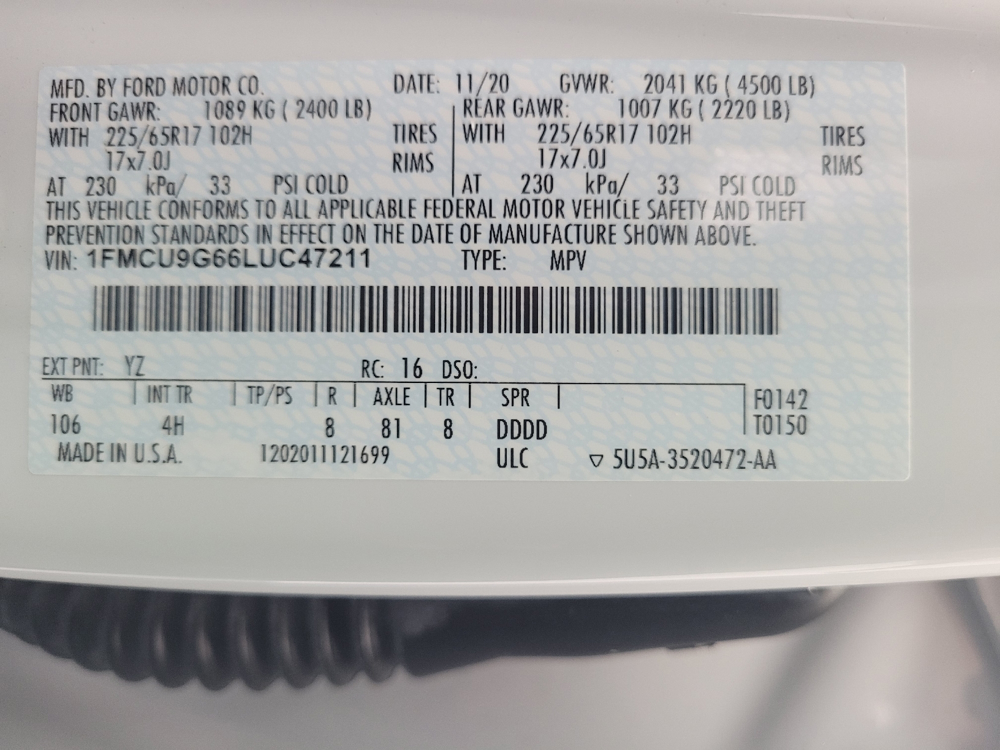 MFD. BY FORD MOTOR CO. DATE: 11/20 GVWR: 2041 KG ( 4500 LB)
FRONT GAWR: 1089 KG ( 2400 LB) REAR GAWR: 1007 KG ( 2220 LB)
WITH 225/65R17 102H TIRES WITH 225/65R17 102H TIRES
17x7.0J RIMS 17x7.0J RIMS
AT 230 kPa/ 33 PSI COLD AT 230 kPa/ 33 PSI COLD
THIS VEHICLE CONFORMS TO ALL APPLICABLE FEDERAL MOTOR VEHICLE SAFETY AND THEFT
PREVENTION STANDARDS IN EFFECT ON THE DATE OF MANUFACTURE SHOWN ABOVE.
VIN: 1FMCU9G66LUC47211 TYPE: MPV
EXT PNT: YZ RC: 16 DSO:
WB INT TR TP/PS R AXLE TR SPR F0142
106 4H 8 81 8 DDDD T0150
MADE IN U.S.A. 1202011121699 ULC ▽ 5U5A-3520472-AA